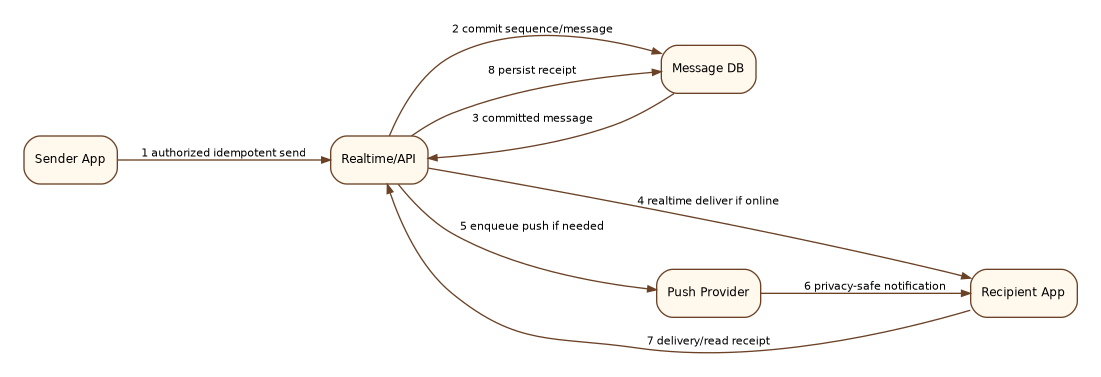 2 commit sequence/message
Message DB
8 persist receipt
3 committed message
Sender App
1 authorized idempotent send
Realtime/API
4 realtime deliver if online
5 enqueue push if needed
Push Provider
6 privacy-safe notification
Recipient App
7 delivery/read receipt